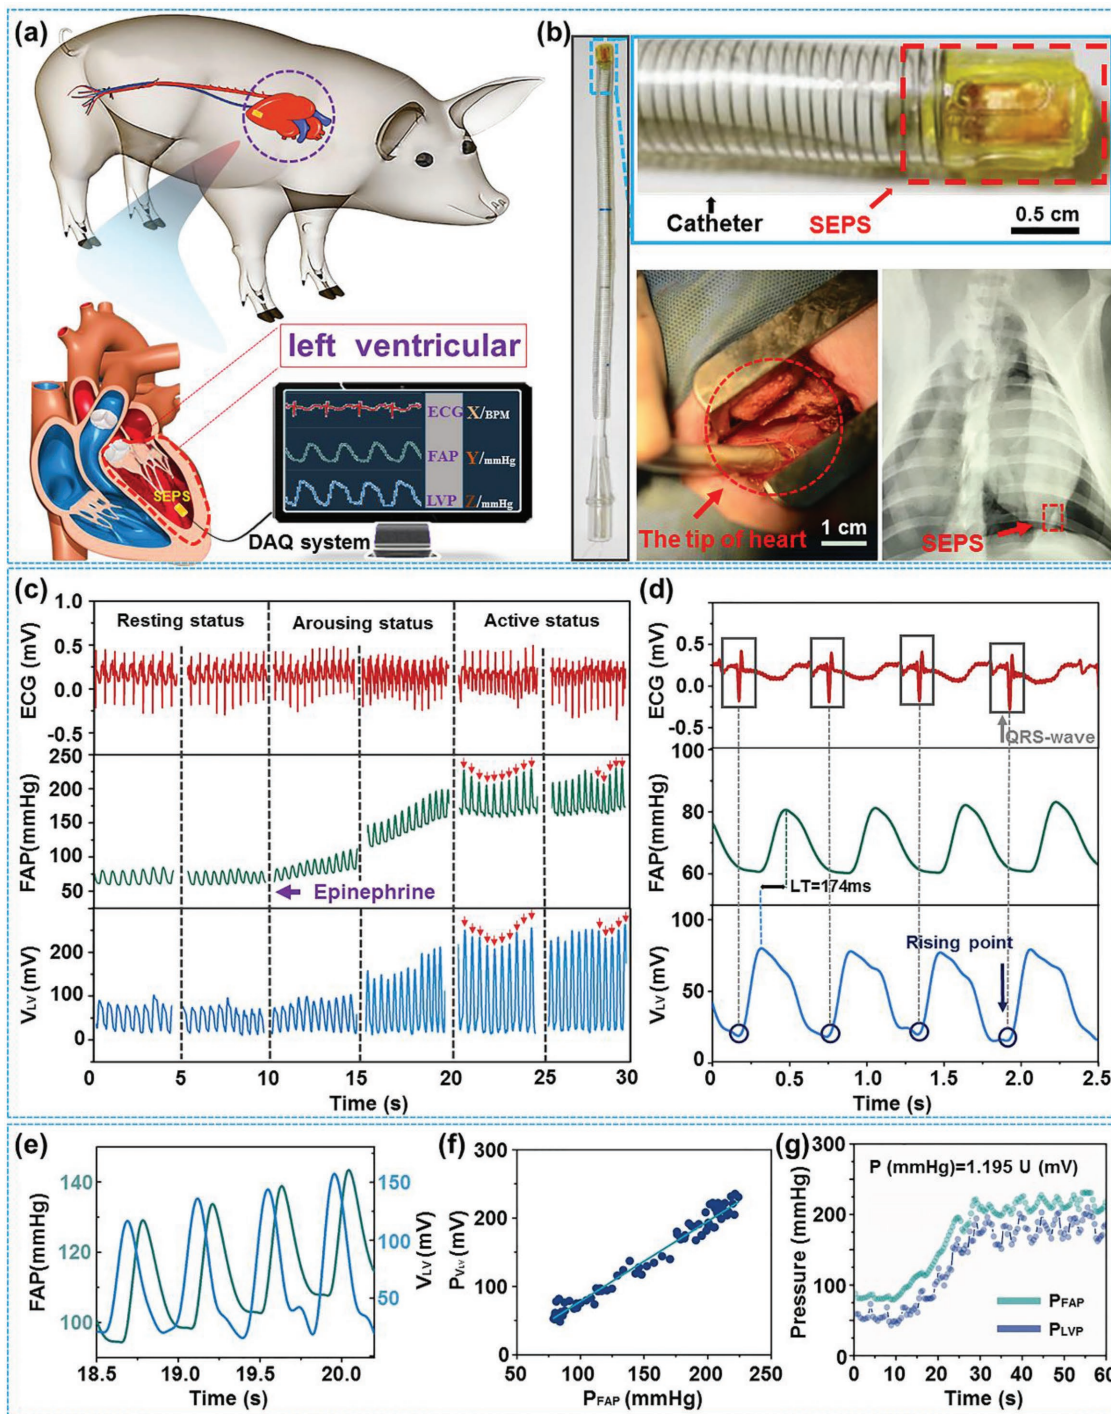 (a)
left ventricular
SEPS
ECG X/BPM
FAP Y/mmHg
LVP Z/mmHg
DAQ system
(b)
Catheter
SEPS
0.5 cm
The tip of heart
1 cm
SEPS
(c)
Resting status
Arousing status
Active status
ECG (mV)
1.0
0.5
0.0
-0.5
FAP(mmHg)
250
200
150
100
50
Epinephrine
VLV (mV)
200
100
0
0
5
10
15
20
25
30
Time (s)
(d)
ECG (mV)
0.5
0.0
-0.5
QRS-wave
FAP(mmHg)
100
80
60
LT=174ms
VLV (mV)
100
50
0
Rising point
0
0.5
1.0
1.5
2.0
2.5
Time (s)
(e)
FAP(mmHg)
140
120
100
VLV (mV)
150
100
50
18.5
19.0
19.5
20.0
Time (s)
(f)
PVLV (mV)
300
200
100
0
50
100
150
200
250
PFAP (mmHg)
(g)
P (mmHg)=1.195 U (mV)
Pressure (mmHg)
300
200
100
0
PFAP
PLVP
0
10
20
30
40
50
60
Time (s)